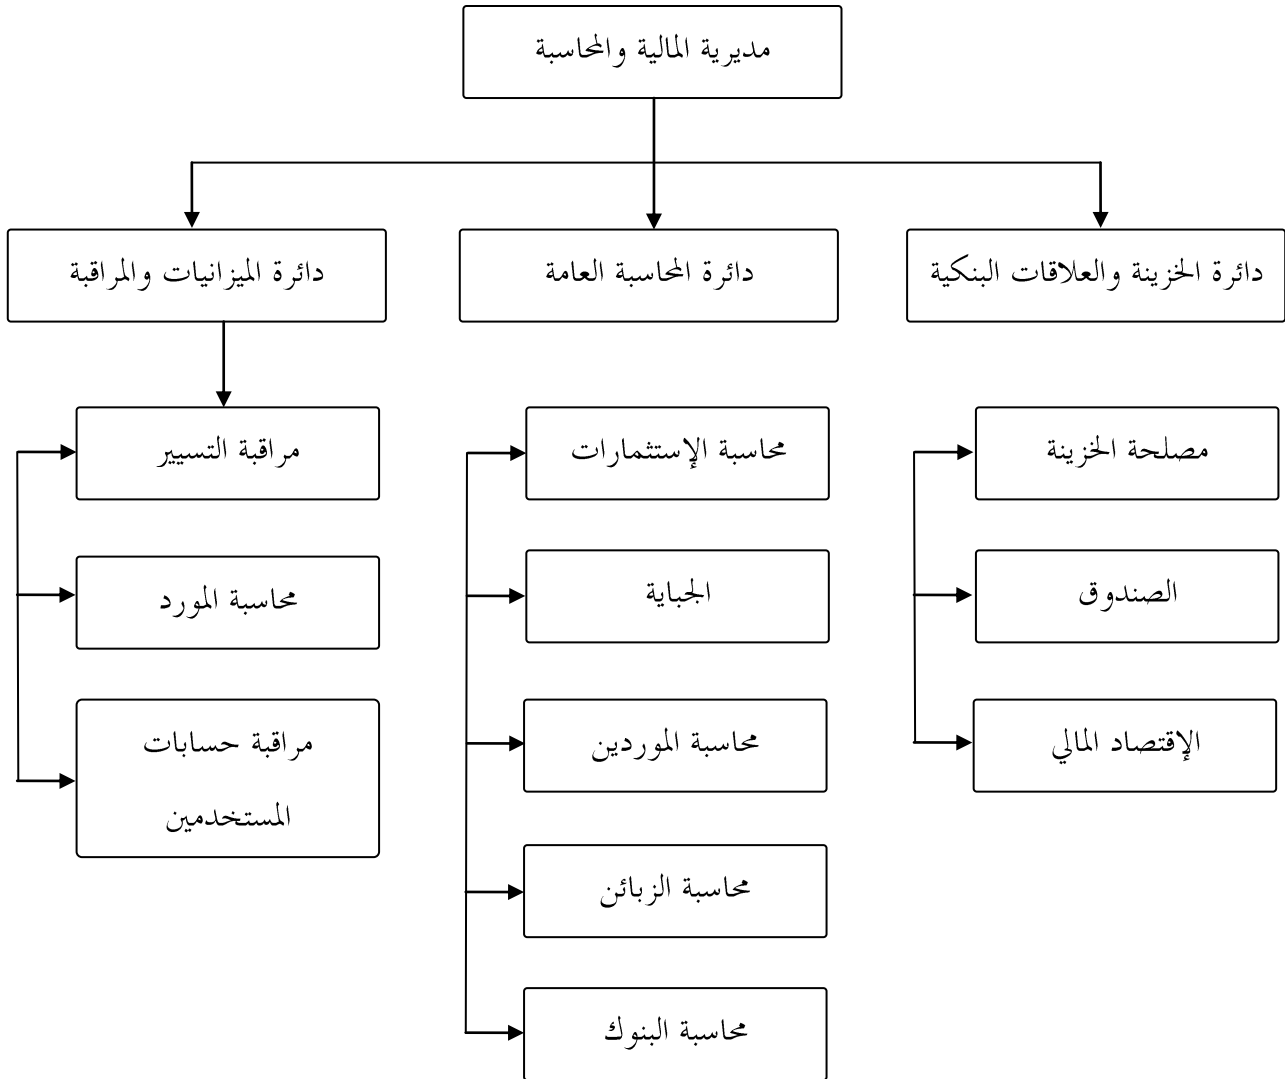 مديرية المالية والمحاسبة
دائرة الخزينة والعلاقات البنكية
دائرة المحاسبة العامة
دائرة الميزانيات والمراقبة
مصلحة الخزينة
الصندوق
الإقتصاد المالي
محاسبة الإستثمارات
الجباية
محاسبة الموردين
محاسبة الزبائن
محاسبة البنوك
مراقبة التسيير
محاسبة المورد
مراقبة حسابات
المستخدمين